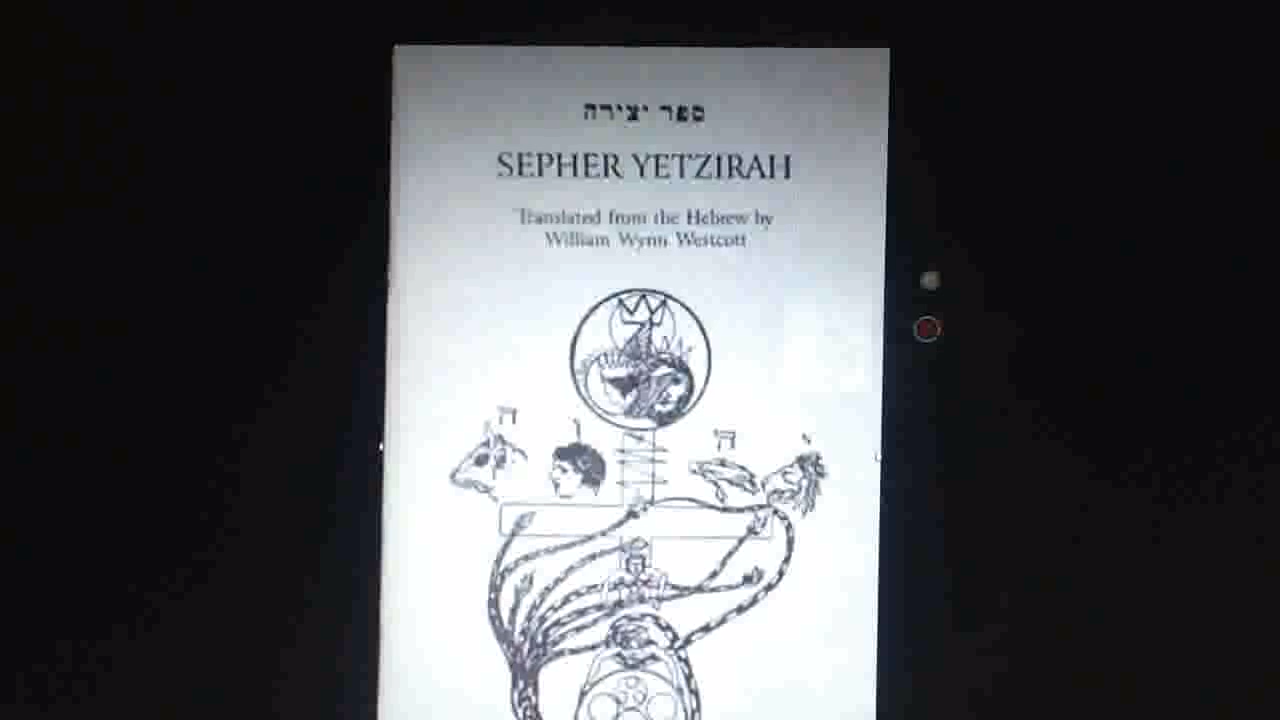 ספר יצירה
SEPHER YETZIRAH
Translated from the Hebrew by
William Wynn Westcott
ה ו ה י